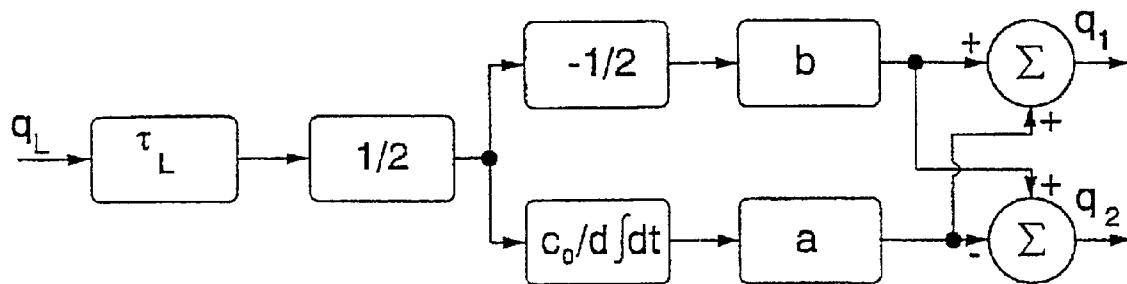 q_L
τ_L
1/2
-1/2
b
+
Σ
q_1
+
c_0/d ∫dt
a
+
Σ
q_2
-